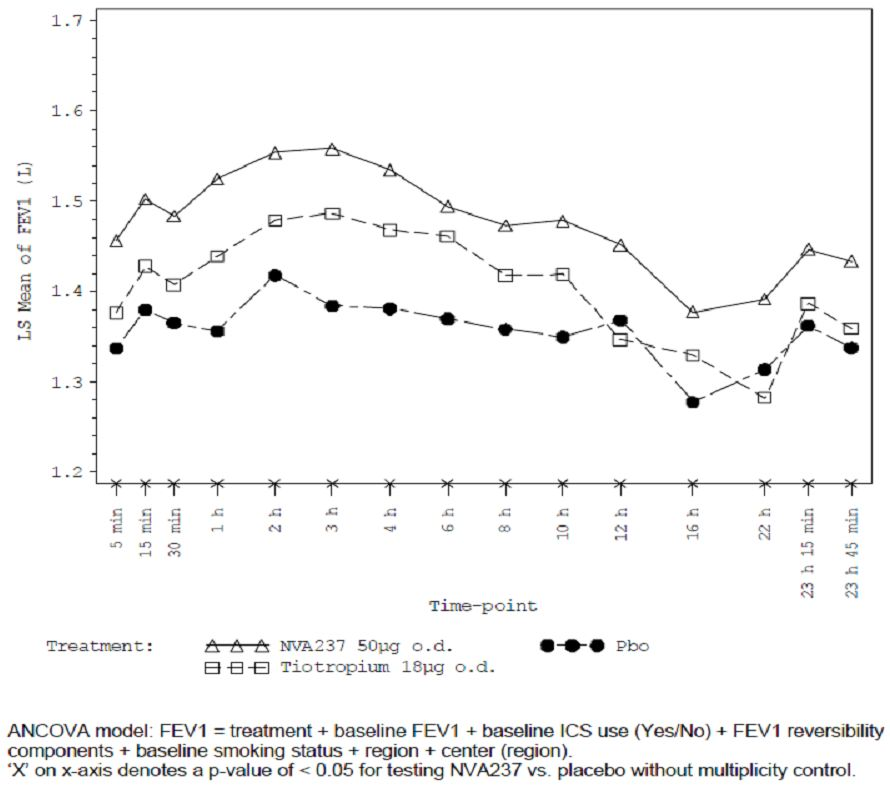 1.7
1.6
1.5
1.4
1.3
1.2
LS Mean of FEV1 (L)
5 min
15 min
30 min
1 h
2 h
3 h
4 h
6 h
8 h
10 h
12 h
16 h
22 h
23 h 15 min
23 h 45 min
Time-point
Treatment: NVA237 50µg o.d. Pbo
Tiotropium 18µg o.d.
ANCOVA model: FEV1 = treatment + baseline FEV1 + baseline ICS use (Yes/No) + FEV1 reversibility
components + baseline smoking status + region + center (region).
‘X’ on x-axis denotes a p-value of < 0.05 for testing NVA237 vs. placebo without multiplicity control.